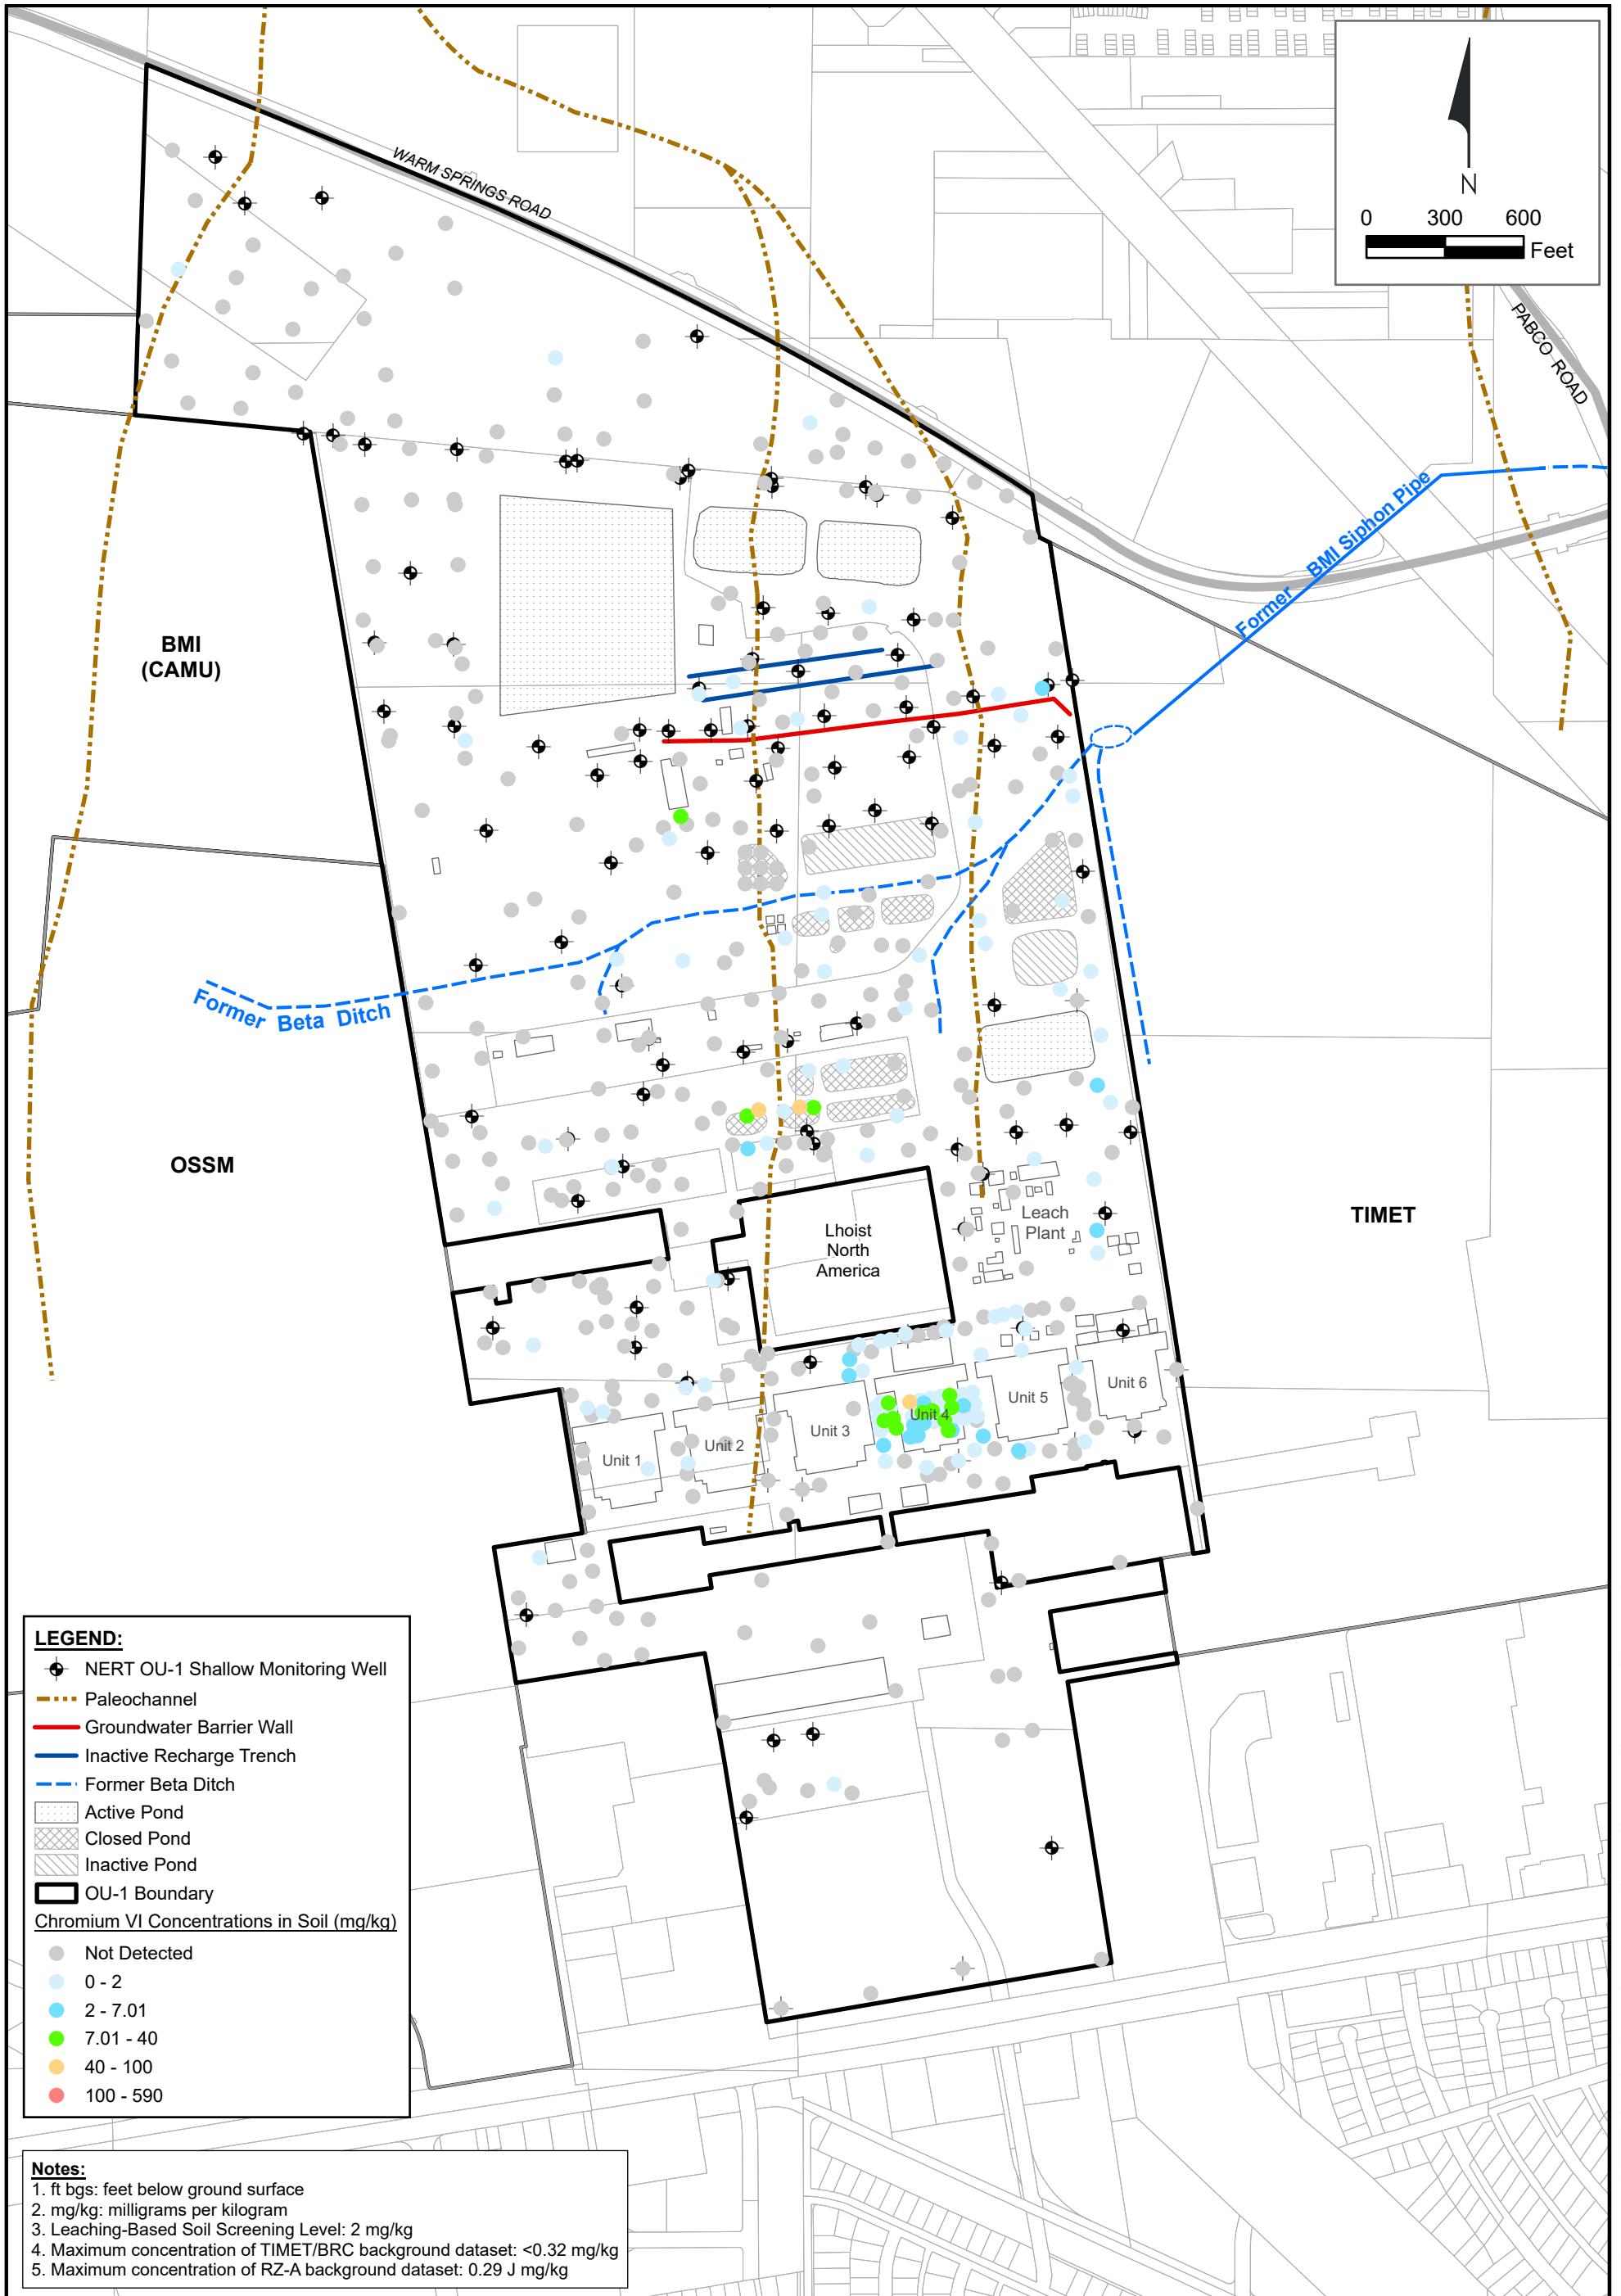 WARM SPRINGS ROAD
N
0 300 600
Feet
PABCO ROAD
Former BMI Siphon Pipe
BMI
(CAMU)
Former Beta Ditch
OSSM
TIMET
Lhoist
North
America
Leach
Plant
Unit 1
Unit 2
Unit 3
Unit 4
Unit 5
Unit 6
LEGEND:
NERT OU-1 Shallow Monitoring Well
Paleochannel
Groundwater Barrier Wall
Inactive Recharge Trench
Former Beta Ditch
Active Pond
Closed Pond
Inactive Pond
OU-1 Boundary
Chromium VI Concentrations in Soil (mg/kg)
Not Detected
0 - 2
2 - 7.01
7.01 - 40
40 - 100
100 - 590
Notes:
1. ft bgs: feet below ground surface
2. mg/kg: milligrams per kilogram
3. Leaching-Based Soil Screening Level: 2 mg/kg
4. Maximum concentration of TIMET/BRC background dataset: <0.32 mg/kg
5. Maximum concentration of RZ-A background dataset: 0.29 J mg/kg